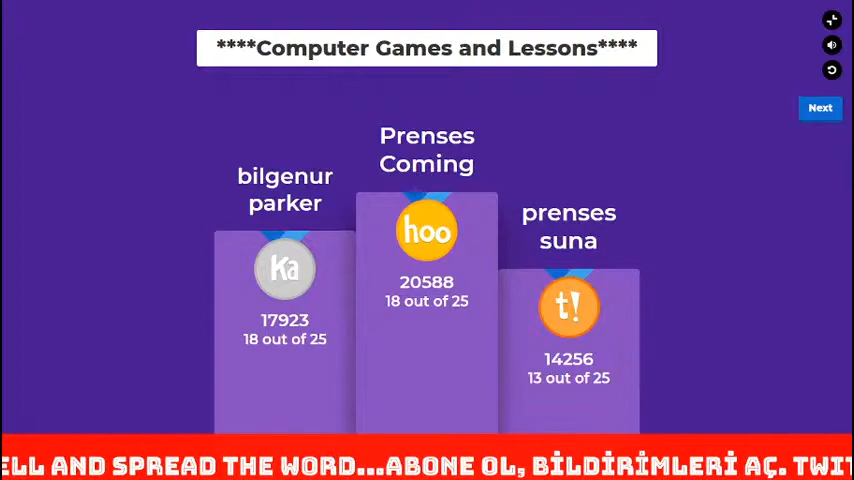 ****Computer Games and Lessons****
Next
Prenses
Coming
bilgenur
parker
prenses
suna
hoo
20588
18 out of 25
Ka
17923
18 out of 25
t!
14256
13 out of 25
AND SPREAD THE WORD...ABONE OL, BİLDİRİMLERİ AÇ.